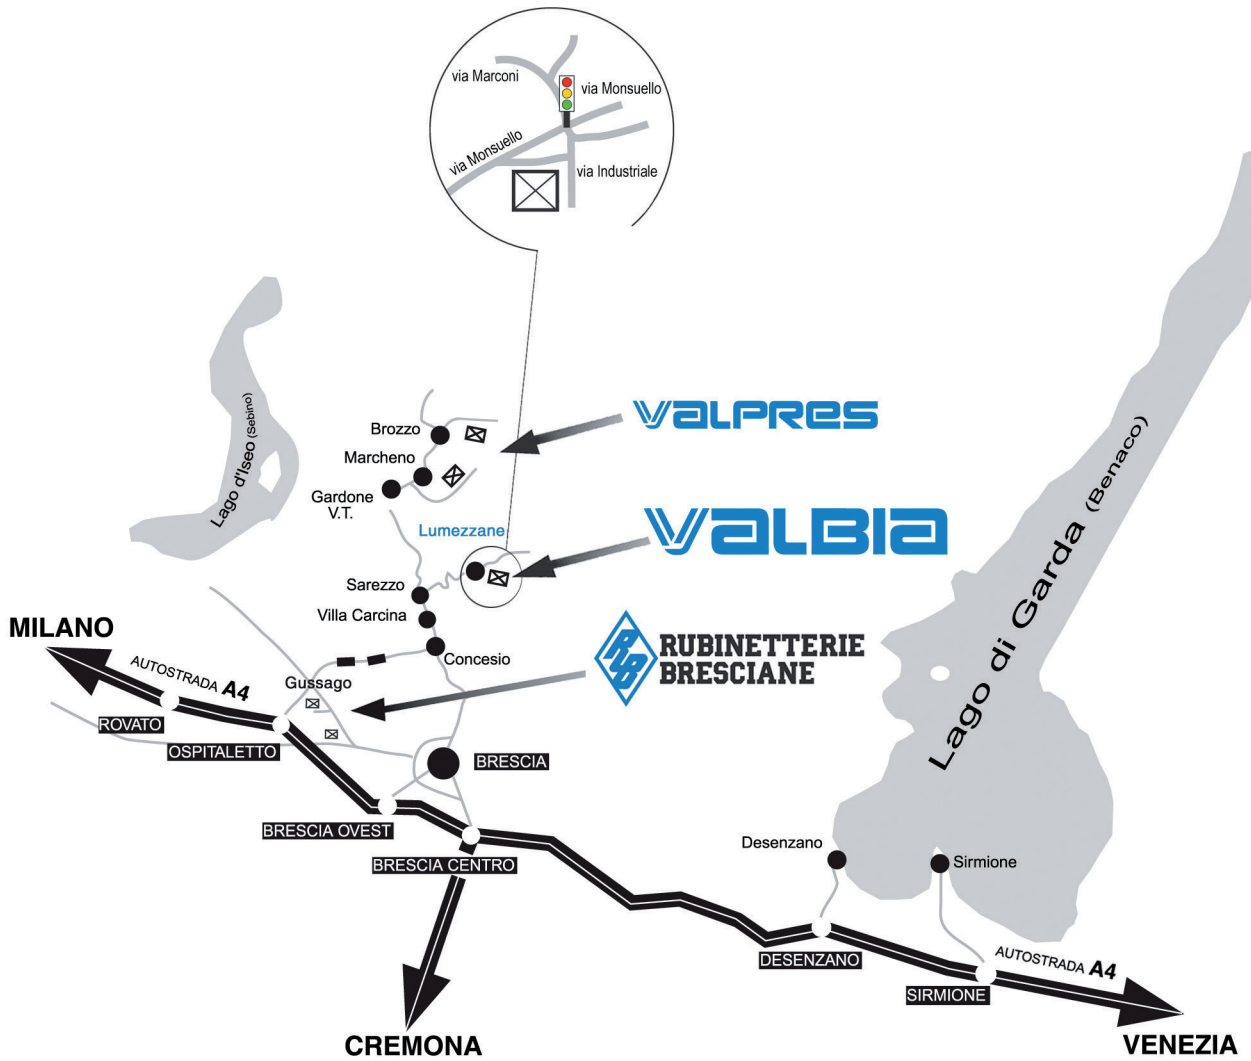 via Marconi
via Monsuello
via Monsuello
via Industriale
VALPRES
Brozzo
Marcheno
Gardone
V.T.
Lago d'Iseo (Sebino)
Lumezzane
VALBIA
Sarezzo
Villa Carcina
Concesio
RUBINETTERIE
BRESCIANE
RB
Lago di Garda (Benaco)
MILANO
AUTOSTRADA A4
Gussago
ROVATO
OSPITALETTO
BRESCIA
BRESCIA OVEST
BRESCIA CENTRO
Desenzano
Sirmione
DESENZANO
AUTOSTRADA A4
SIRMIONE
CREMONA
VENEZIA